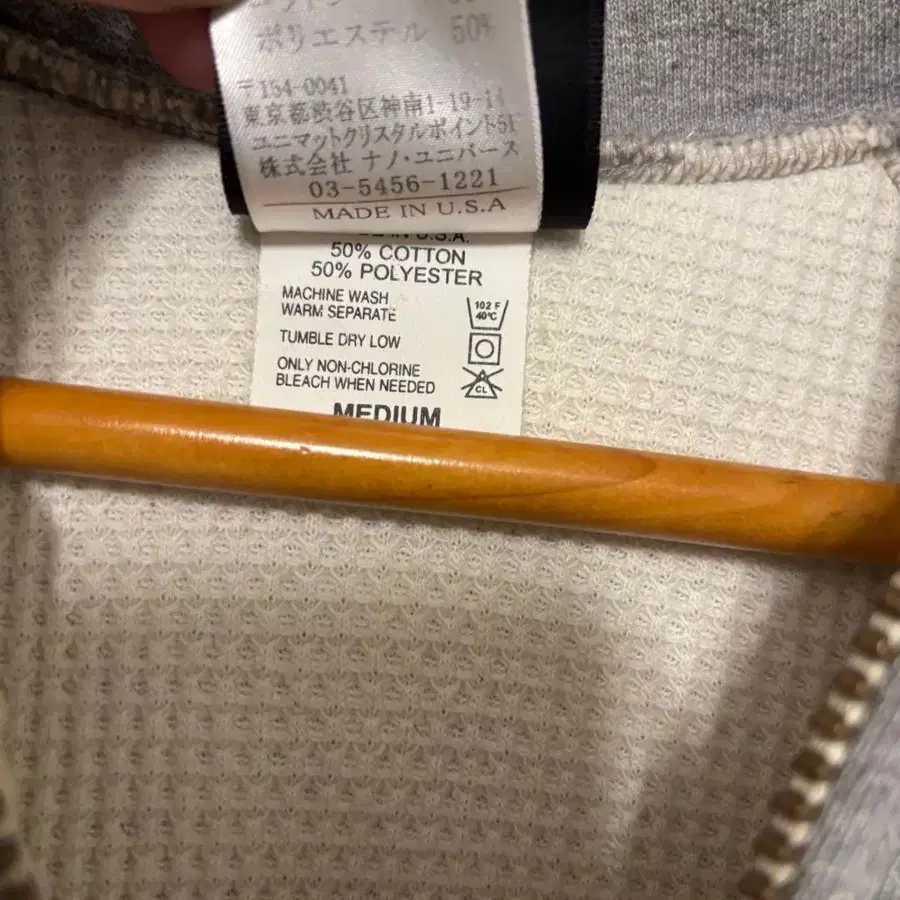 ポリエステル 50%
〒154-0041
東京都渋谷区神南1-19-14
ユニマットクリスタルポイント5F
株式会社 ナノ・ユニバース
03-5456-1221
MADE IN U.S.A
U.S.A.
50% COTTON
50% POLYESTER
MACHINE WASH
WARM SEPARATE
102 F
40°C
TUMBLE DRY LOW
ONLY NON-CHLORINE
BLEACH WHEN NEEDED
CL
MEDIUM